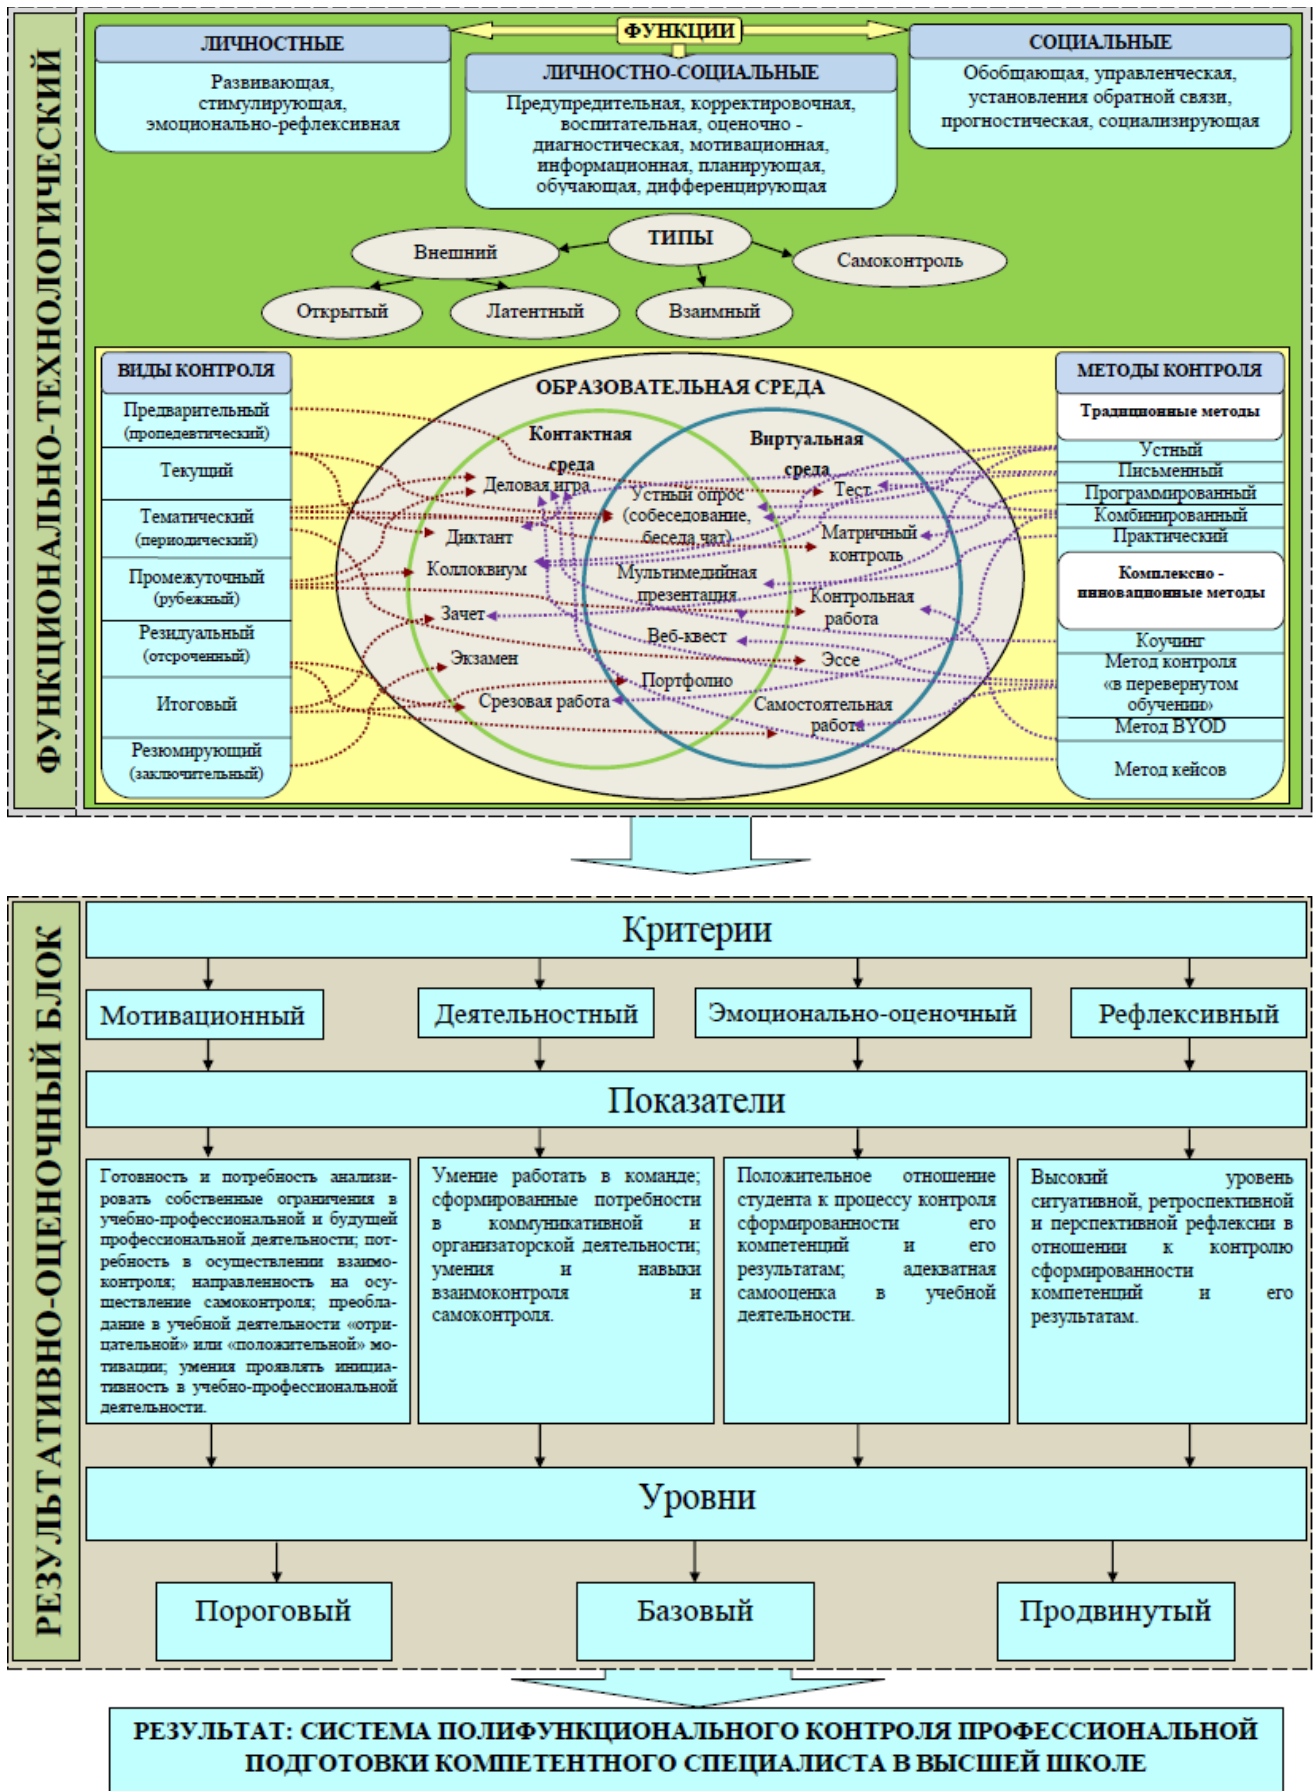 ФУНКЦИОНАЛЬНО-ТЕХНОЛОГИЧЕСКИЙ
ФУНКЦИИ
ЛИЧНОСТНЫЕ
Развивающая,
стимулирующая,
эмоционально-рефлексивная
ЛИЧНОСТНО-СОЦИАЛЬНЫЕ
Предупредительная, корректировочная,
воспитательная, оценочно -
диагностическая, мотивационная,
информационная, планирующая,
обучающая, дифференцирующая
СОЦИАЛЬНЫЕ
Обобщающая, управленческая,
установления обратной связи,
прогностическая, социализирующая
ТИПЫ
Внешний
Самоконтроль
Открытый
Латентный
Взаимный
ВИДЫ КОНТРОЛЯ
Предварительный
(пропедевтический)
Текущий
Тематический
(периодический)
Промежуточный
(рубежный)
Резидуальный
(отсроченный)
Итоговый
Резюмирующий
(заключительный)
ОБРАЗОВАТЕЛЬНАЯ СРЕДА
Контактная
среда
Деловая игра
Диктант
Коллоквиум
Зачет
Экзамен
Срезовая работа
Устный опрос
(собеседование,
беседа чат)
Мультимедийная
презентация
Веб-квест
Портфолио
Виртуальная
среда
Тест
Матричный
контроль
Контрольная
работа
Эссе
Самостоятельная
работа
МЕТОДЫ КОНТРОЛЯ
Традиционные методы
Устный
Письменный
Программированный
Комбинированный
Практический
Комплексно -
инновационные методы
Коучинг
Метод контроля
«в перевернутом
обучении»
Метод BYOD
Метод кейсов
РЕЗУЛЬТАТИВНО-ОЦЕНОЧНЫЙ БЛОК
Критерии
Мотивационный
Деятельностный
Эмоционально-оценочный
Рефлексивный
Показатели
Готовность и потребность анализи-
ровать собственные ограничения в
учебно-профессиональной и будущей
профессиональной деятельности; пот-
ребность в осуществлении взаимо-
контроля; направленность на осу-
ществление самоконтроля; преобла-
дание в учебной деятельности «отри-
цательной» или «положительной» мо-
тивации; умения проявлять инициа-
тивность в учебно-профессиональной
деятельности.
Умение работать в команде;
сформированные потребности
в коммуникативной и
организаторской деятельности;
умения и навыки
взаимоконтроля и
самоконтроля.
Положительное отношение
студента к процессу контроля
сформированности его
компетенций и его
результатам; адекватная
самооценка в учебной
деятельности.
Высокий уровень
ситуативной, ретроспективной
и перспективной рефлексии в
отношении к контролю
сформированности
компетенций и его
результатам.
Уровни
Пороговый
Базовый
Продвинутый
РЕЗУЛЬТАТ: СИСТЕМА ПОЛИФУНКЦИОНАЛЬНОГО КОНТРОЛЯ ПРОФЕССИОНАЛЬНОЙ
ПОДГОТОВКИ КОМПЕТЕНТНОГО СПЕЦИАЛИСТА В ВЫСШЕЙ ШКОЛЕ